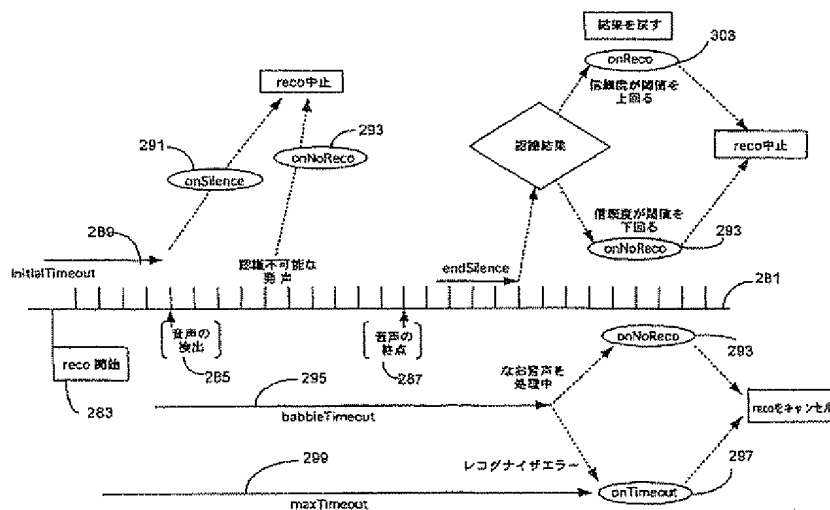 結果を戻す
onReco
303
信頼度が閾値を
上回る
reco中止
293
291
onNoReco
onSilence
認識結果
reco中止
289
信頼度が閾値を
下回る
onNoReco
293
initialTimeout
認識不可能な
発声
endSilence
281
音声の
検出
音声の
終点
reco 開始
285
287
283
onNoReco
293
なお音声を
処理中
295
babbleTimeout
recoをキャンセル
299
レコグナイザエラー
297
onTimeout
maxTimeout